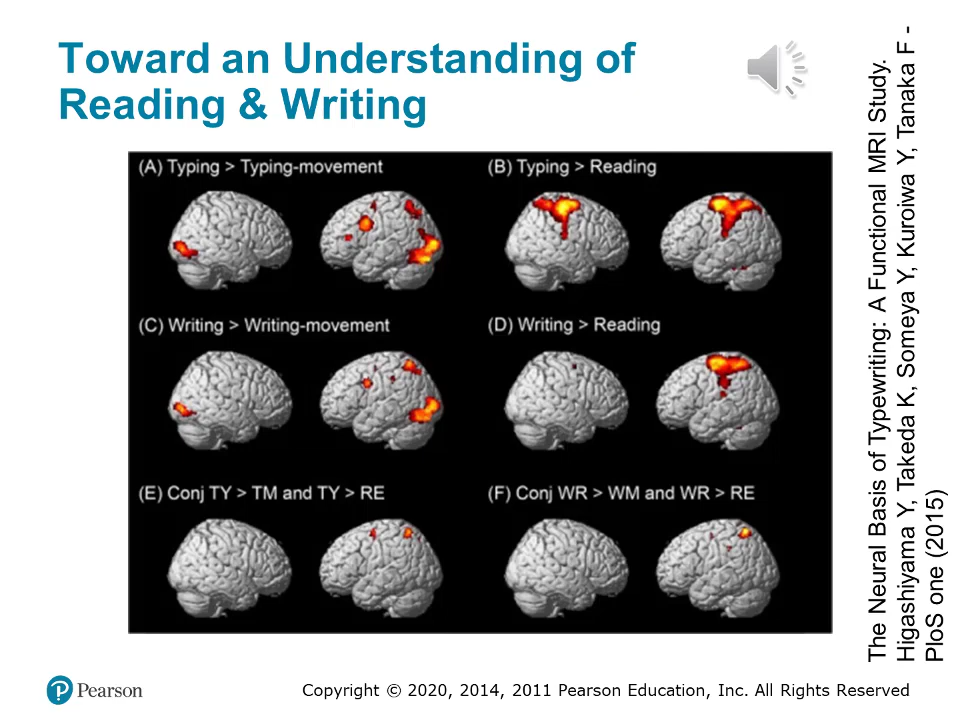 Toward an Understanding of
Reading & Writing
(A) Typing > Typing-movement
(B) Typing > Reading
(C) Writing > Writing-movement
(D) Writing > Reading
(E) Conj TY > TM and TY > RE
(F) Conj WR > WM and WR > RE
The Neural Basis of Typewriting: A Functional MRI Study.
Higashiyama Y, Takeda K, Someya Y, Kuroiwa Y, Tanaka F -
PloS one (2015)
P Pearson
Copyright © 2020, 2014, 2011 Pearson Education, Inc. All Rights Reserved